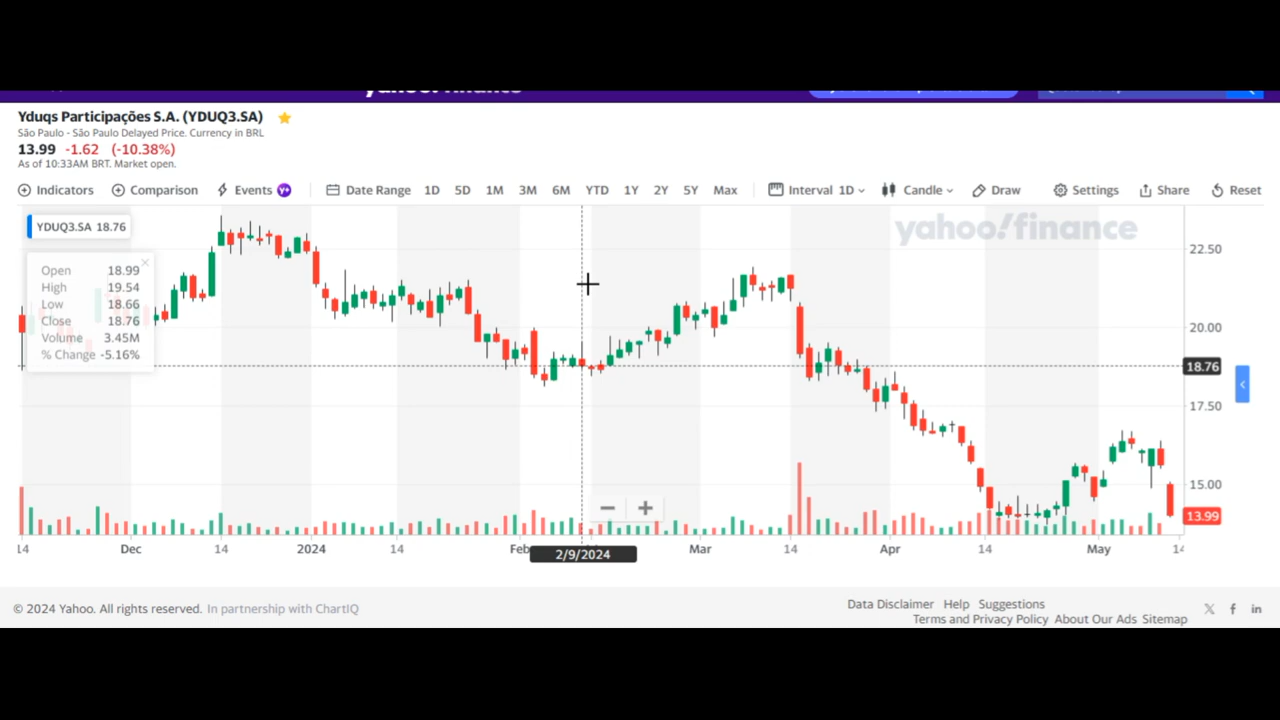 Yduqs Participações S.A. (YDUQ3.SA)
São Paulo - São Paulo Delayed Price. Currency in BRL
13.99 -1.62 (-10.38%)
As of 10:33AM BRT. Market open.
Indicators Comparison Events Y+ Date Range 1D 5D 1M 3M 6M YTD 1Y 2Y 5Y Max Interval 1D Candle Draw Settings Share Reset
YDUQ3.SA 18.76
yahoo!finance
Open 18.99
High 19.54
Low 18.66
Close 18.76
Volume 3.45M
% Change -5.16%
22.50
20.00
18.76
17.50
15.00
13.99
14 Dec 14 2024 14 Feb 2/9/2024 Mar 14 Apr 14 May 14
© 2024 Yahoo. All rights reserved. In partnership with ChartIQ
Data Disclaimer Help Suggestions
Terms and Privacy Policy About Our Ads Sitemap